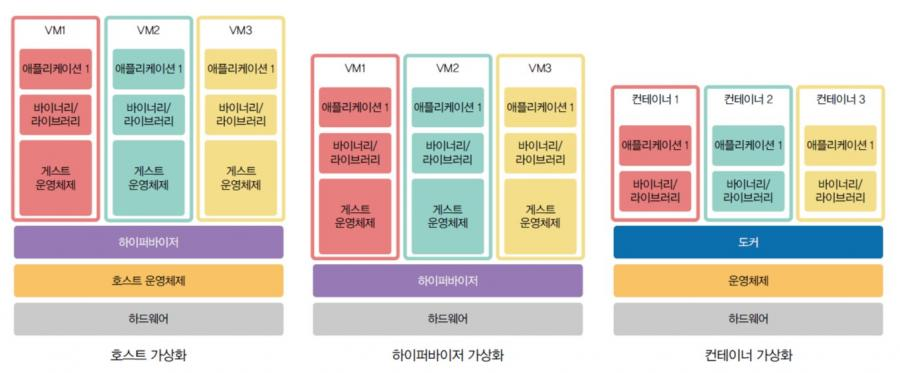 VM1
VM2
VM3
애플리케이션 1
애플리케이션 1
애플리케이션 1
바이너리/
라이브러리
바이너리/
라이브러리
바이너리/
라이브러리
게스트
운영체제
게스트
운영체제
게스트
운영체제
하이퍼바이저
호스트 운영체제
하드웨어
호스트 가상화
VM1
VM2
VM3
애플리케이션 1
애플리케이션 1
애플리케이션 1
바이너리/
라이브러리
바이너리/
라이브러리
바이너리/
라이브러리
게스트
운영체제
게스트
운영체제
게스트
운영체제
하이퍼바이저
하드웨어
하이퍼바이저 가상화
컨테이너 1
컨테이너 2
컨테이너 3
애플리케이션 1
애플리케이션 1
애플리케이션 1
바이너리/
라이브러리
바이너리/
라이브러리
바이너리/
라이브러리
도커
운영체제
하드웨어
컨테이너 가상화